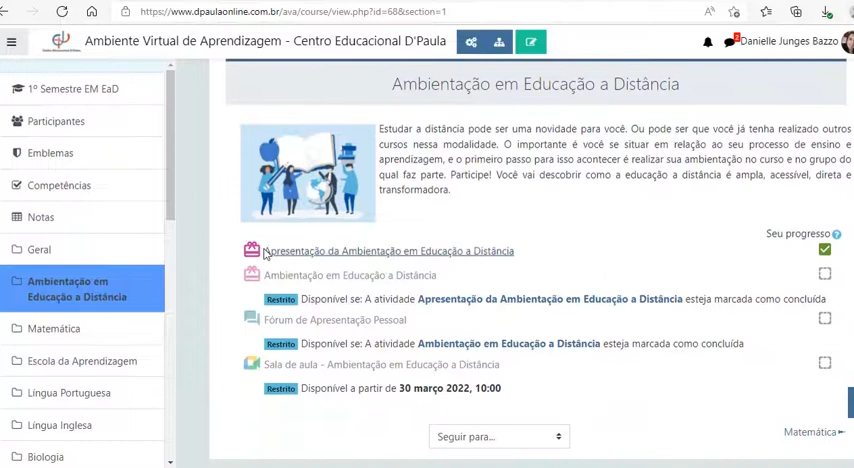 https://www.dpaulaonline.com.br/ava/course/view.php?id=68&section=1
Ambiente Virtual de Aprendizagem - Centro Educacional D'Paula
2
Danielle Junges Bazzo
1º Semestre EM EaD
Participantes
Emblemas
Competências
Notas
Geral
Ambientação em
Educação a Distância
Matemática
Escola da Aprendizagem
Língua Portuguesa
Língua Inglesa
Biologia
Ambientação em Educação a Distância
Estudar a distância pode ser uma novidade para você. Ou pode ser que você já tenha realizado outros
cursos nessa modalidade. O importante é você se situar em relação ao seu processo de ensino e
aprendizagem, e o primeiro passo para isso acontecer é realizar sua ambientação no curso e no grupo do
qual faz parte. Participe! Você vai descobrir como a educação a distância é ampla, acessível, direta e
transformadora.
Seu progresso
Apresentação da Ambientação em Educação a Distância
Ambientação em Educação a Distância
Restrito Disponível se: A atividade Apresentação da Ambientação em Educação a Distância esteja marcada como concluída
Fórum de Apresentação Pessoal
Restrito Disponível se: A atividade Ambientação em Educação a Distância esteja marcada como concluída
Sala de aula - Ambientação em Educação a Distância
Restrito Disponível a partir de 30 março 2022, 10:00
Seguir para...
Matemática